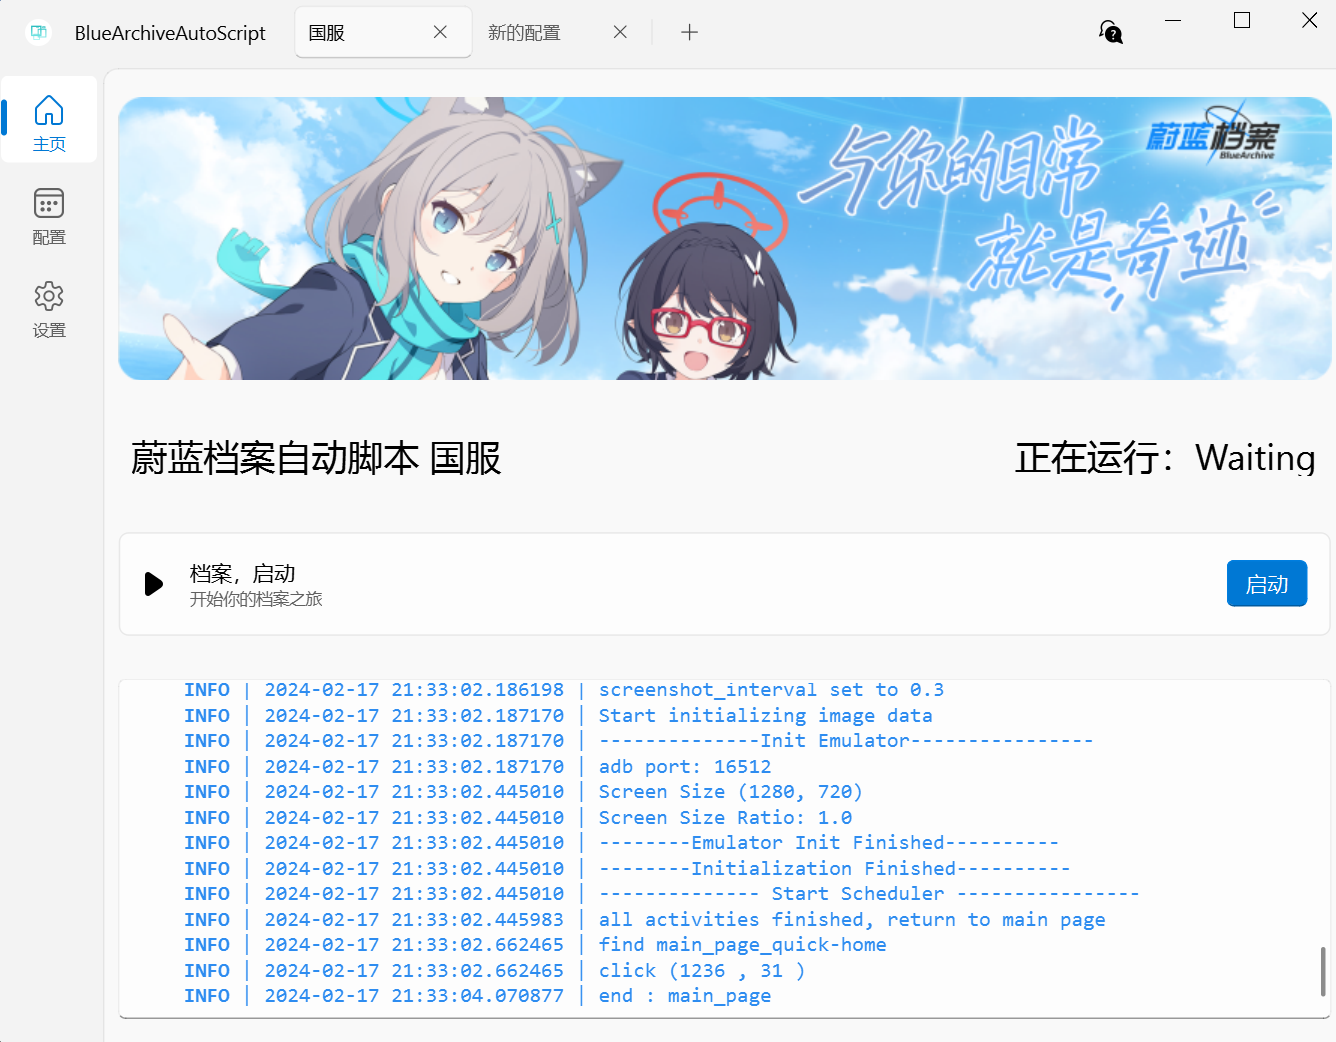 BlueArchiveAutoScript
国服
新的配置
主页
配置
设置
与你的日常
就是奇迹
蔚蓝档案
BlueArchive
蔚蓝档案自动脚本 国服
正在运行：Waiting
档案，启动
开始你的档案之旅
启动
INFO | 2024-02-17 21:33:02.186198 | screenshot_interval set to 0.3
INFO | 2024-02-17 21:33:02.187170 | Start initializing image data
INFO | 2024-02-17 21:33:02.187170 | --------------Init Emulator----------------
INFO | 2024-02-17 21:33:02.187170 | adb port: 16512
INFO | 2024-02-17 21:33:02.445010 | Screen Size (1280, 720)
INFO | 2024-02-17 21:33:02.445010 | Screen Size Ratio: 1.0
INFO | 2024-02-17 21:33:02.445010 | --------Emulator Init Finished----------
INFO | 2024-02-17 21:33:02.445010 | --------Initialization Finished----------
INFO | 2024-02-17 21:33:02.445010 | -------------- Start Scheduler ----------------
INFO | 2024-02-17 21:33:02.445983 | all activities finished, return to main page
INFO | 2024-02-17 21:33:02.662465 | find main_page_quick-home
INFO | 2024-02-17 21:33:02.662465 | click (1236 , 31 )
INFO | 2024-02-17 21:33:04.070877 | end : main_page